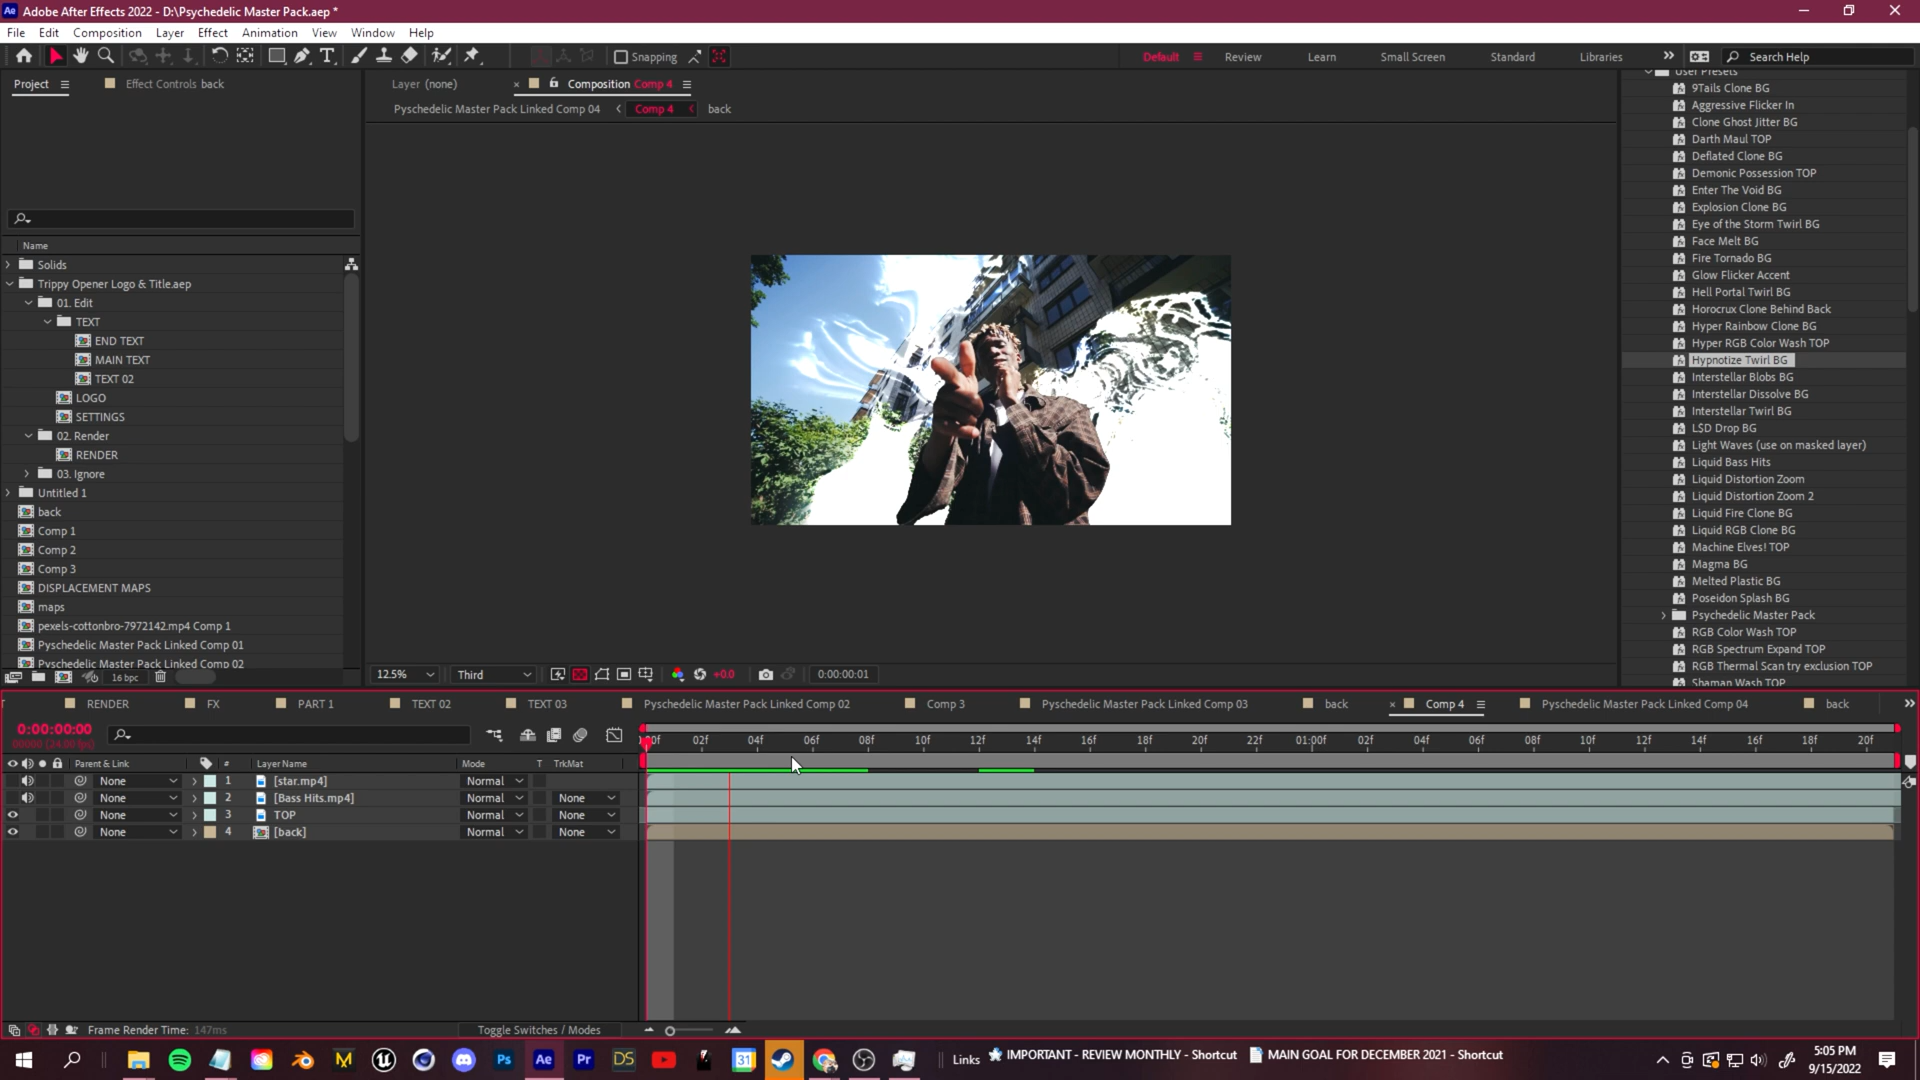 Adobe After Effects 2022 - D:\Psychedelic Master Pack.aep *
File Edit Composition Layer Effect Animation View Window Help
Snapping
Default Review Learn Small Screen Standard Libraries Search Help
Project Effect Controls back
Layer (none) Composition Comp 4
Pyschedelic Master Pack Linked Comp 04 Comp 4 back
Name
Solids
Trippy Opener Logo & Title.aep
01. Edit
TEXT
END TEXT
MAIN TEXT
TEXT 02
LOGO
SETTINGS
02. Render
RENDER
03. Ignore
Untitled 1
back
Comp 1
Comp 2
Comp 3
DISPLACEMENT MAPS
maps
pexels-cottonbro-7972142.mp4 Comp 1
Pyschedelic Master Pack Linked Comp 01
Pyschedelic Master Pack Linked Comp 02
16 bpc
12.5% Third +0.0 0:00:00:01
User Presets
9Tails Clone BG
Aggressive Flicker In
Clone Ghost Jitter BG
Darth Maul TOP
Deflated Clone BG
Demonic Possession TOP
Enter The Void BG
Explosion Clone BG
Eye of the Storm Twirl BG
Face Melt BG
Fire Tornado BG
Glow Flicker Accent
Hell Portal Twirl BG
Horocrux Clone Behind Back
Hyper Rainbow Clone BG
Hyper RGB Color Wash TOP
Hypnotize Twirl BG
Interstellar Blobs BG
Interstellar Dissolve BG
Interstellar Twirl BG
L$D Drop BG
Light Waves (use on masked layer)
Liquid Bass Hits
Liquid Distortion Zoom
Liquid Distortion Zoom 2
Liquid Fire Clone BG
Liquid RGB Clone BG
Machine Elves! TOP
Magma BG
Melted Plastic BG
Poseidon Splash BG
Psychedelic Master Pack
RGB Color Wash TOP
RGB Spectrum Expand TOP
RGB Thermal Scan try exclusion TOP
Shaman Wash TOP
RENDER FX PART 1 TEXT 02 TEXT 03 Pyschedelic Master Pack Linked Comp 02 Comp 3 Pyschedelic Master Pack Linked Comp 03 back Comp 4 Pyschedelic Master Pack Linked Comp 04 back
0:00:00:00
00000 (24.00 fps)
02f 04f 06f 08f 10f 12f 14f 16f 18f 20f 22f 01:00f 02f 04f 06f 08f 10f 12f 14f 16f 18f 20f
Parent & Link # Layer Name Mode T TrkMat
None 1 [star.mp4] Normal
None 2 [Bass Hits.mp4] Normal None
None 3 TOP Normal None
None 4 [back] Normal None
Frame Render Time: 147ms Toggle Switches / Modes
Ps Ae Pr DS 31 Links IMPORTANT - REVIEW MONTHLY - Shortcut MAIN GOAL FOR DECEMBER 2021 - Shortcut
5:05 PM
9/15/2022